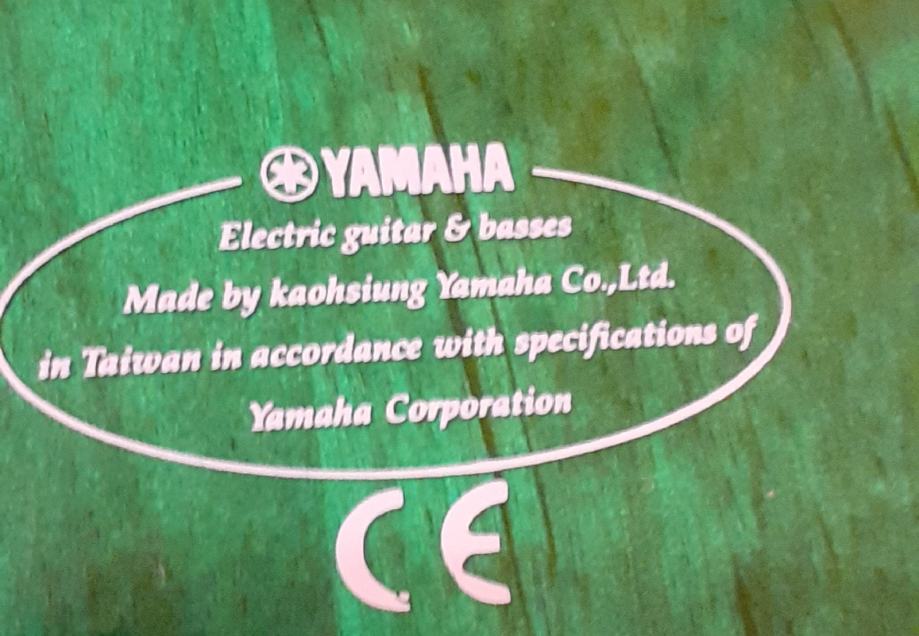 YAMAHA
Electric guitar & basses
Made by kaohsiung Yamaha Co.,Ltd.
in Taiwan in accordance with specifications of
Yamaha Corporation
CE